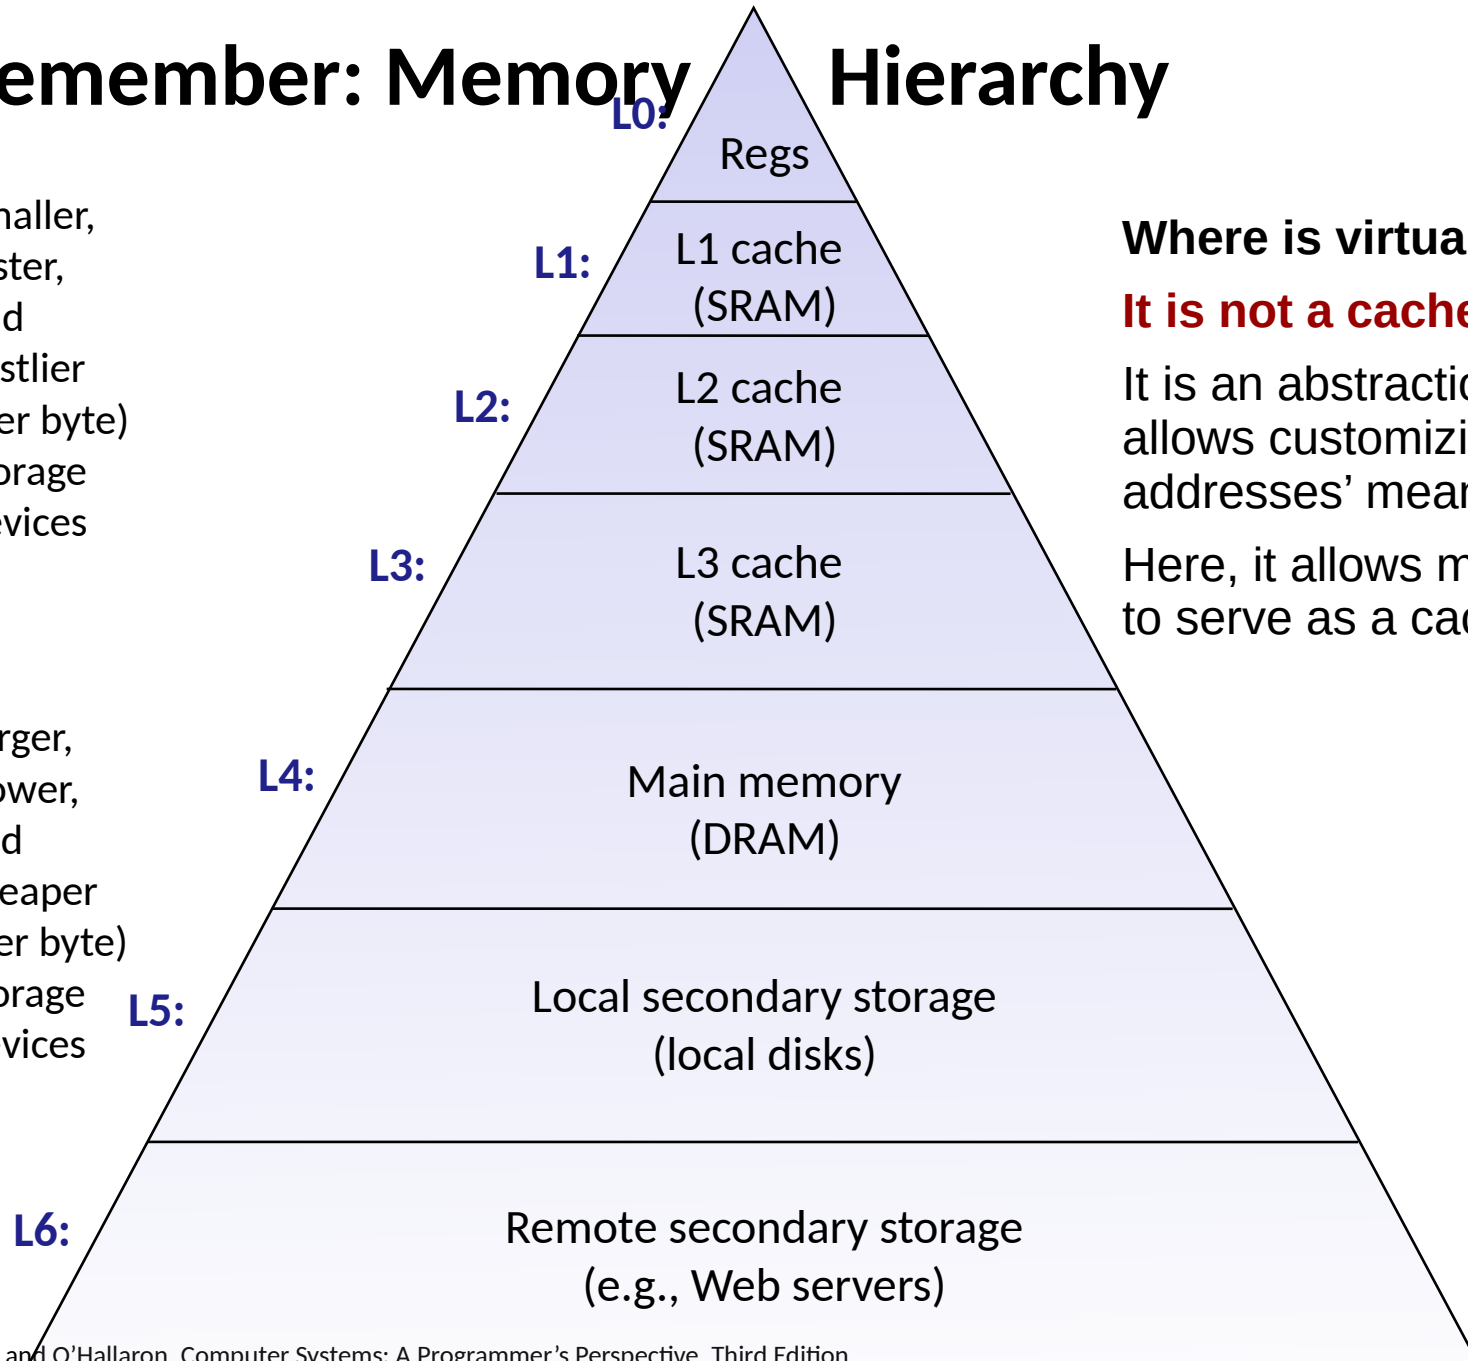 emember: Memory Hierarchy
L0:
Regs
naller,
ster,
d
stlier
er byte)
orage
evices
L1:
L1 cache
(SRAM)
L2:
L2 cache
(SRAM)
L3:
L3 cache
(SRAM)
Where is virtua
It is not a cache
It is an abstractio
allows customizi
addresses’ mean
Here, it allows m
to serve as a cac
rger,
ower,
d
eaper
er byte)
orage
evices
L4:
Main memory
(DRAM)
L5:
Local secondary storage
(local disks)
L6:
Remote secondary storage
(e.g., Web servers)
and O’Hallaron, Computer Systems: A Programmer’s Perspective, Third Edition